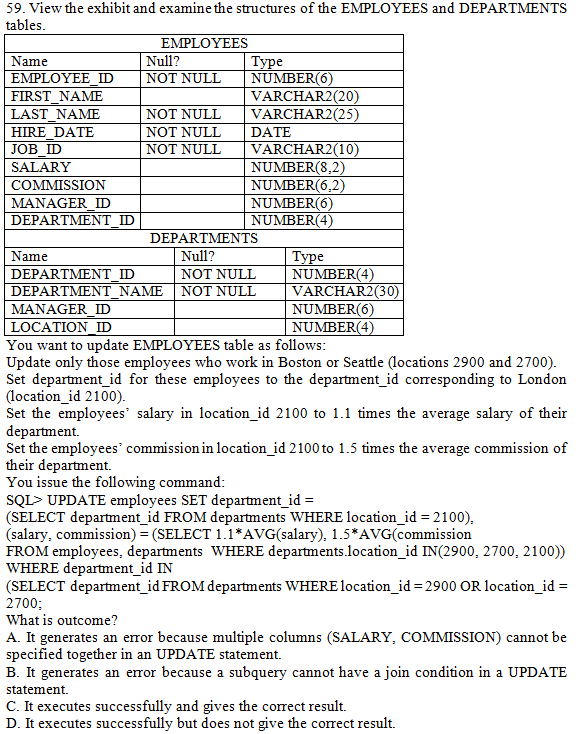 59. View the exhibit and examine the structures of the EMPLOYEES and DEPARTMENTS
tables.
EMPLOYEES
Name Null? Type
EMPLOYEE_ID NOT NULL NUMBER(6)
FIRST_NAME VARCHAR2(20)
LAST_NAME NOT NULL VARCHAR2(25)
HIRE_DATE NOT NULL DATE
JOB_ID NOT NULL VARCHAR2(10)
SALARY NUMBER(8,2)
COMMISSION NUMBER(6,2)
MANAGER_ID NUMBER(6)
DEPARTMENT_ID NUMBER(4)
DEPARTMENTS
Name Null? Type
DEPARTMENT_ID NOT NULL NUMBER(4)
DEPARTMENT_NAME NOT NULL VARCHAR2(30)
MANAGER_ID NUMBER(6)
LOCATION_ID NUMBER(4)
You want to update EMPLOYEES table as follows:
Update only those employees who work in Boston or Seattle (locations 2900 and 2700).
Set department_id for these employees to the department_id corresponding to London
(location_id 2100).
Set the employees' salary in location_id 2100 to 1.1 times the average salary of their
department.
Set the employees' commission in location_id 2100 to 1.5 times the average commission of
their department.
You issue the following command:
SQL> UPDATE employees SET department_id =
(SELECT department_id FROM departments WHERE location_id = 2100),
(salary, commission) = (SELECT 1.1*AVG(salary), 1.5*AVG(commission
FROM employees, departments WHERE departments.location_id IN(2900, 2700, 2100))
WHERE department_id IN
(SELECT department_id FROM departments WHERE location_id = 2900 OR location_id =
2700;
What is outcome?
A. It generates an error because multiple columns (SALARY, COMMISSION) cannot be
specified together in an UPDATE statement.
B. It generates an error because a subquery cannot have a join condition in a UPDATE
statement.
C. It executes successfully and gives the correct result.
D. It executes successfully but does not give the correct result.